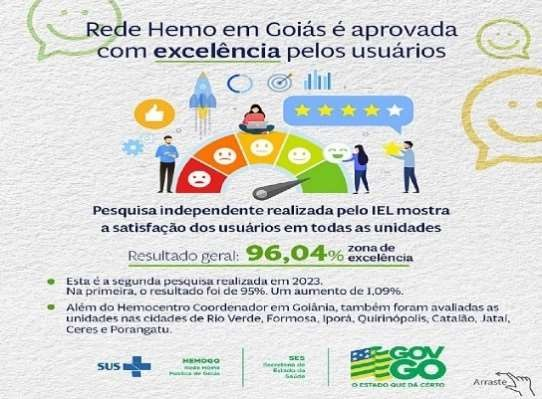 Rede Hemo em Goiás é aprovada
com excelência pelos usuários
Pesquisa independente realizada pelo IEL mostra
a satisfação dos usuários em todas as unidades
Resultado geral: 96,04% zona de
excelência
Esta é a segunda pesquisa realizada em 2023.
Na primeira, o resultado foi de 95%. Um aumento de 1,09%.
Além do Hemocentro Coordenador em Goiânia, também foram avaliadas as
unidades nas cidades de Rio Verde, Formosa, Iporá, Quirinópolis, Catalão, Jataí,
Ceres e Porangatu.
SUS
HEMOGO
Rede Hemo
Pública de Goiás
SES
Secretaria de
Estado da
Saúde
GOV
GO
O ESTADO QUE DÁ CERTO
Arraste